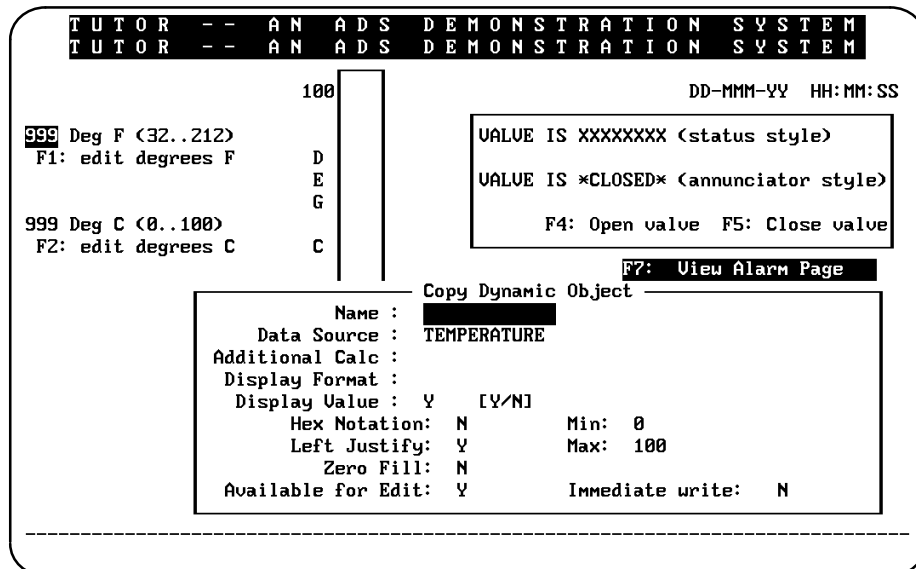 T U T O R -- A N A D S D E M O N S T R A T I O N S Y S T E M
T U T O R -- A N A D S D E M O N S T R A T I O N S Y S T E M
100 DD-MMM-YY HH:MM:SS
999 Deg F (32..212) VALUE IS XXXXXXXX (status style)
F1: edit degrees F D
E VALUE IS *CLOSED* (annunciator style)
G
999 Deg C (0..100) F4: Open value F5: Close value
F2: edit degrees C C
F7: View Alarm Page
Copy Dynamic Object
Name :
Data Source : TEMPERATURE
Additional Calc :
Display Format :
Display Value : Y [Y/N]
Hex Notation: N Min: 0
Left Justify: Y Max: 100
Zero Fill: N
Available for Edit: Y Immediate write: N